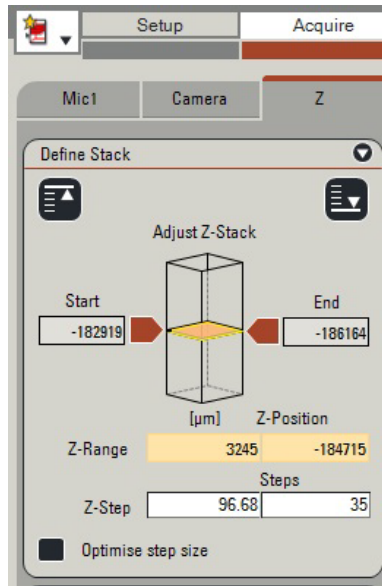 Setup Acquire
Mic1 Camera Z
Define Stack
Adjust Z-Stack
Start End
-182919 -186164
[µm] Z-Position
Z-Range 3245 -184715
Steps
Z-Step 96.68 35
Optimise step size